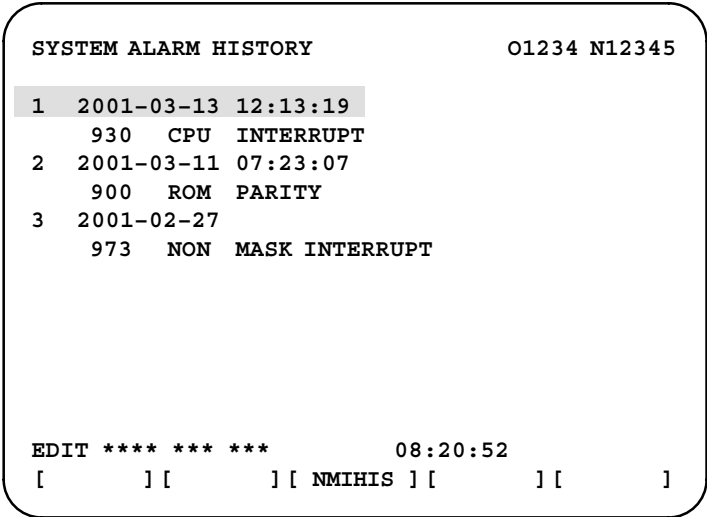 SYSTEM ALARM HISTORY O1234 N12345
1 2001–03–13 12:13:19
930 CPU INTERRUPT
2 2001–03–11 07:23:07
900 ROM PARITY
3 2001–02–27
973 NON MASK INTERRUPT
EDIT **** *** *** 08:20:52
[ ] [ ] [ NMIHIS ] [ ] [ ]